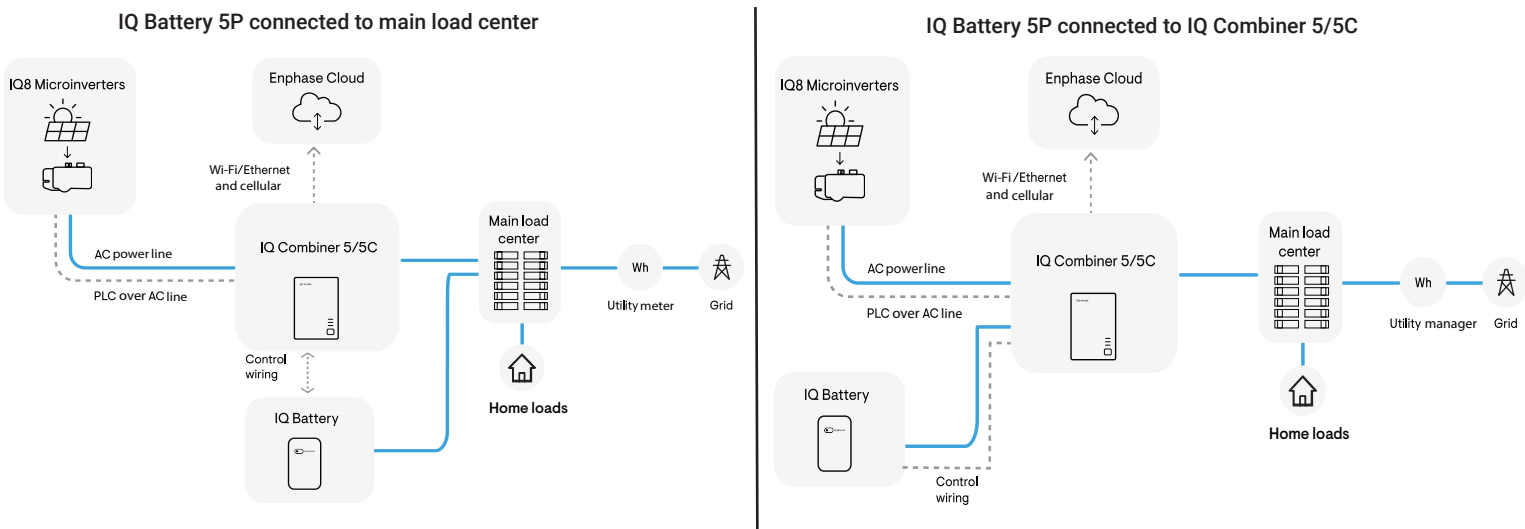 IQ Battery 5P connected to main load center
IQ8 Microinverters
Enphase Cloud
Wi-Fi/Ethernet
and cellular
AC power line
PLC over AC line
IQ Combiner 5/5C
Main load
center
Wh
Utility meter
Grid
Control
wiring
IQ Battery
Home loads
IQ Battery 5P connected to IQ Combiner 5/5C
IQ8 Microinverters
Enphase Cloud
Wi-Fi/Ethernet
and cellular
AC power line
PLC over AC line
IQ Combiner 5/5C
Main load
center
Wh
Utility manager
Grid
IQ Battery
Control
wiring
Home loads